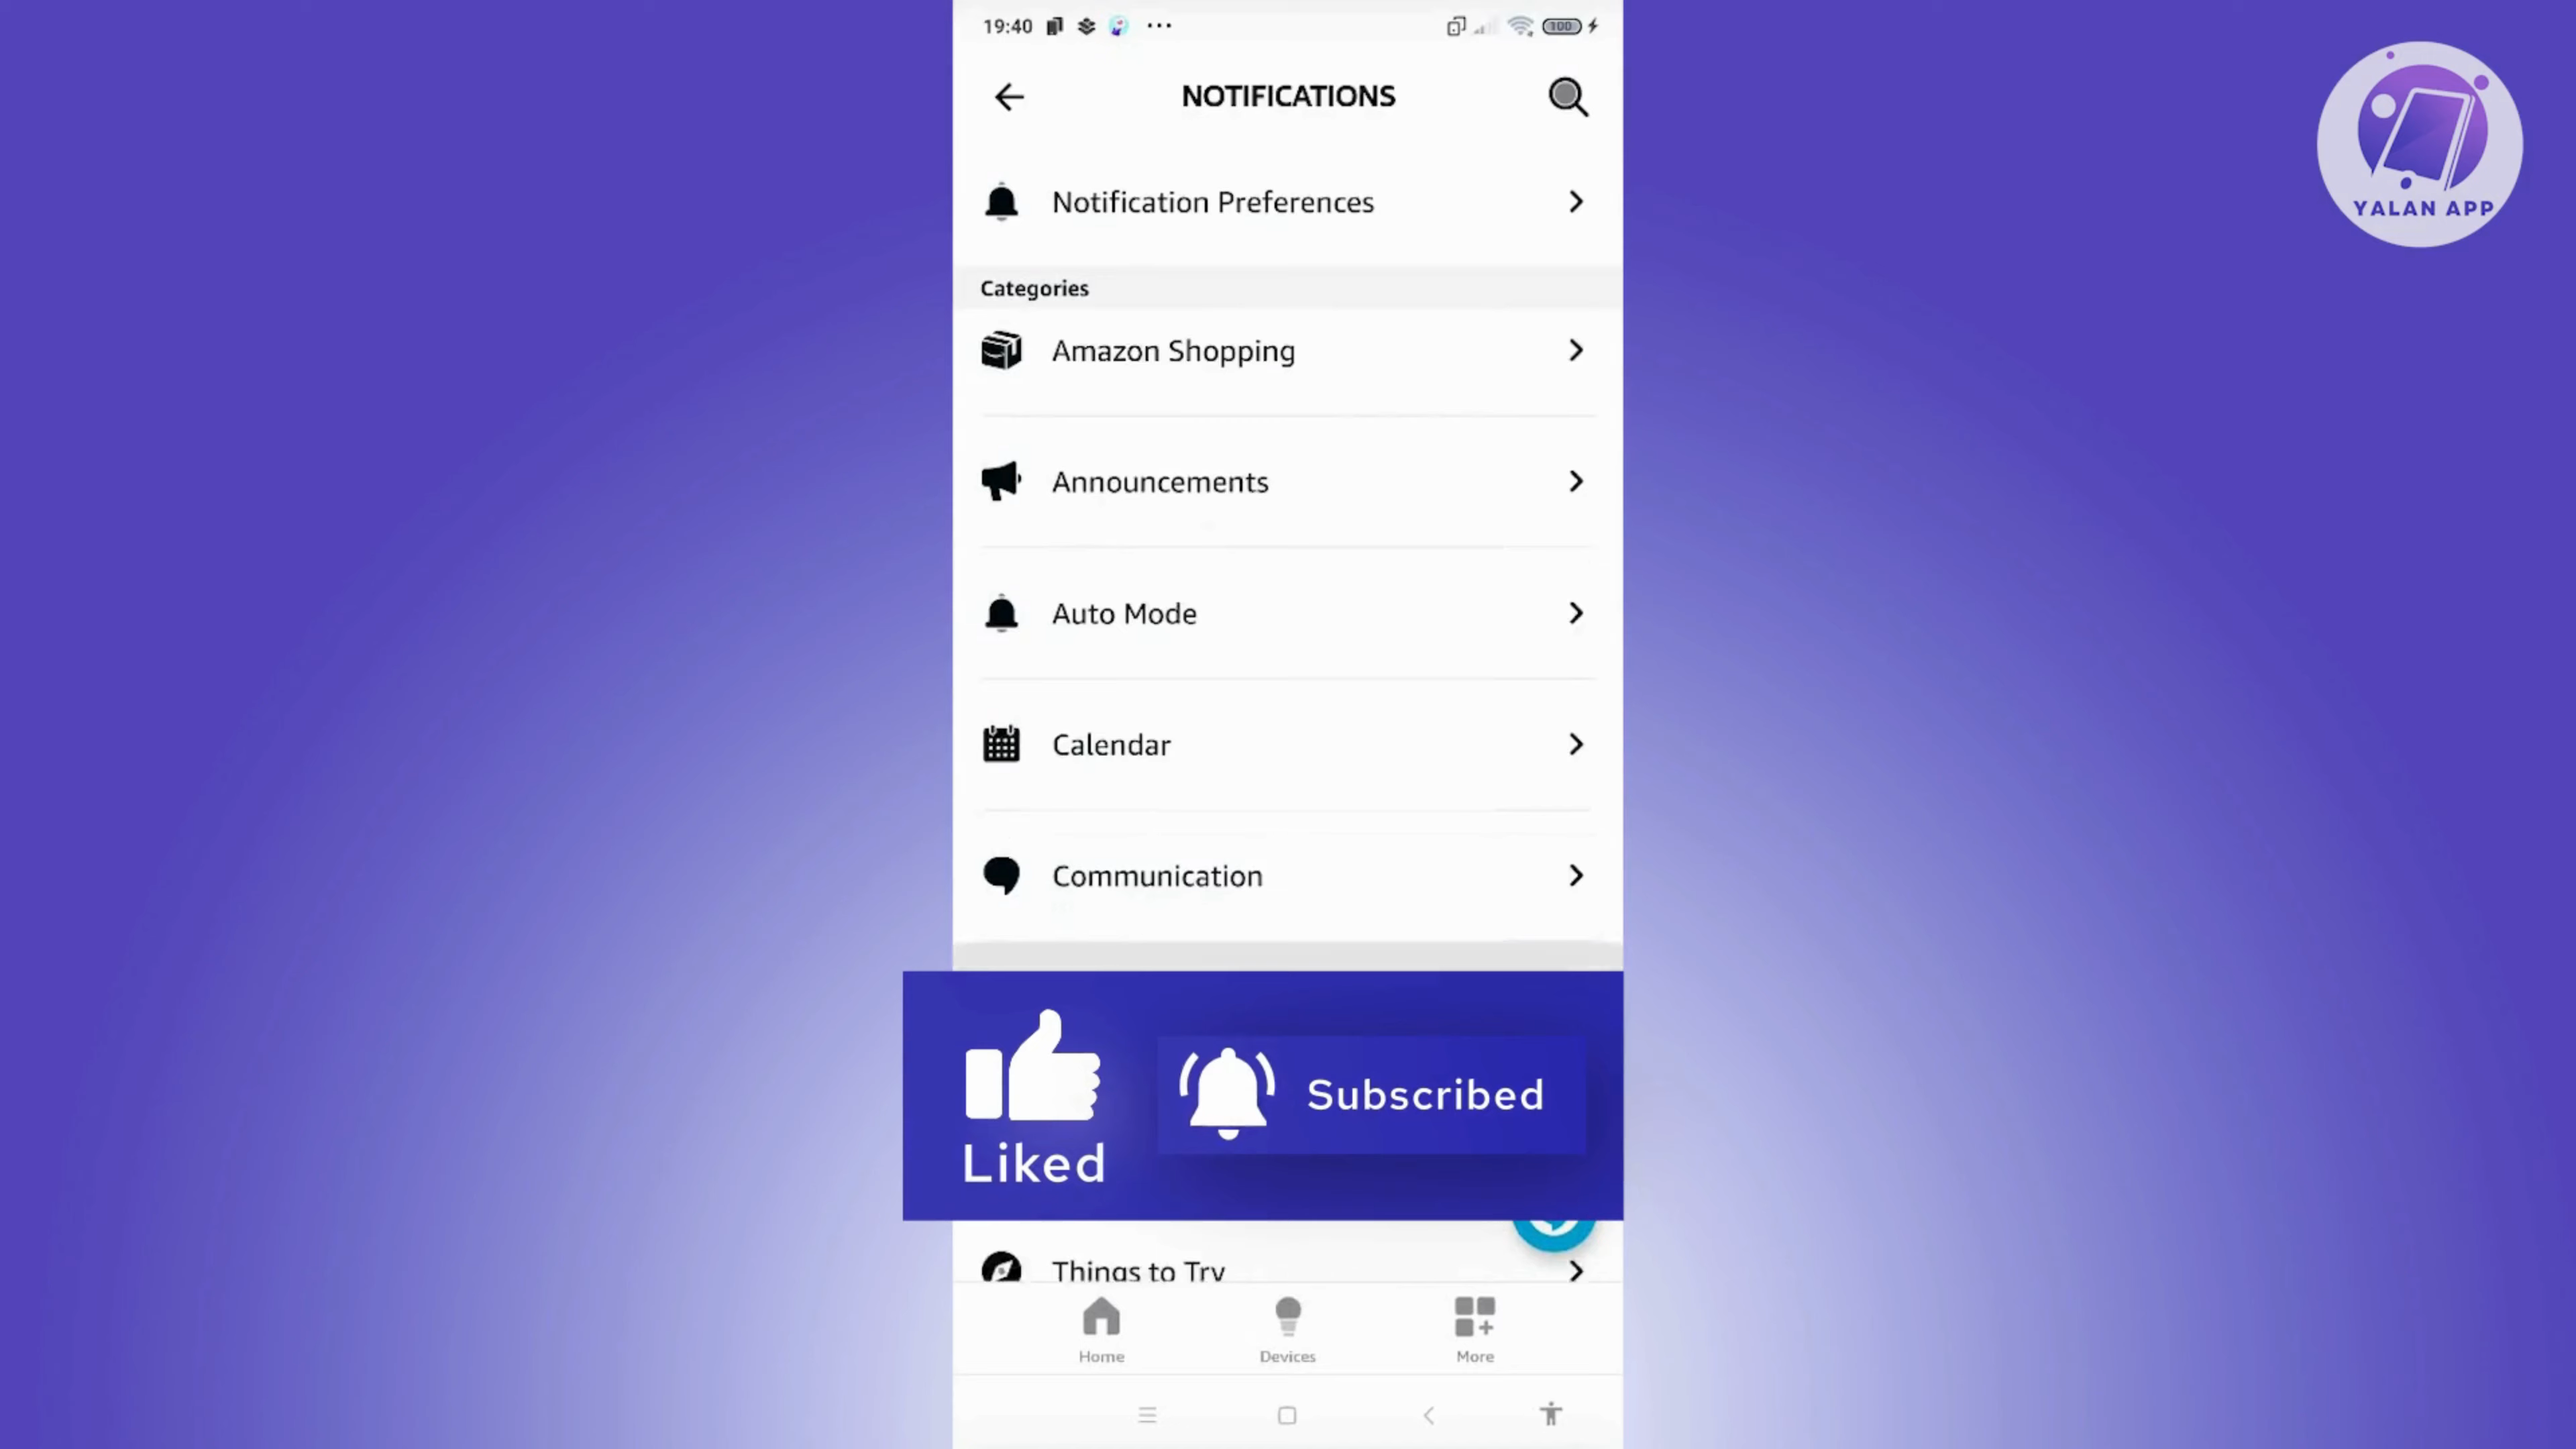 19:40
100
NOTIFICATIONS
YALAN APP
Notification Preferences
Categories
Amazon Shopping
Announcements
Auto Mode
Calendar
Communication
Liked
Subscribed
Things to Try
Home
Devices
More